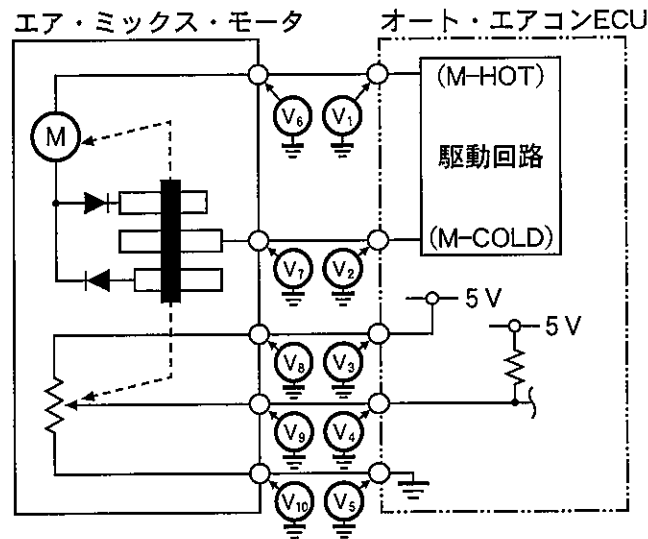 エア・ミックス・モータ
オート・エアコンECU
(M-HOT)
M
V₆
V₁
駆動回路
(M-COLD)
V₇
V₂
5 V
5 V
V₈
V₃
V₉
V₄
V₁₀
V₅